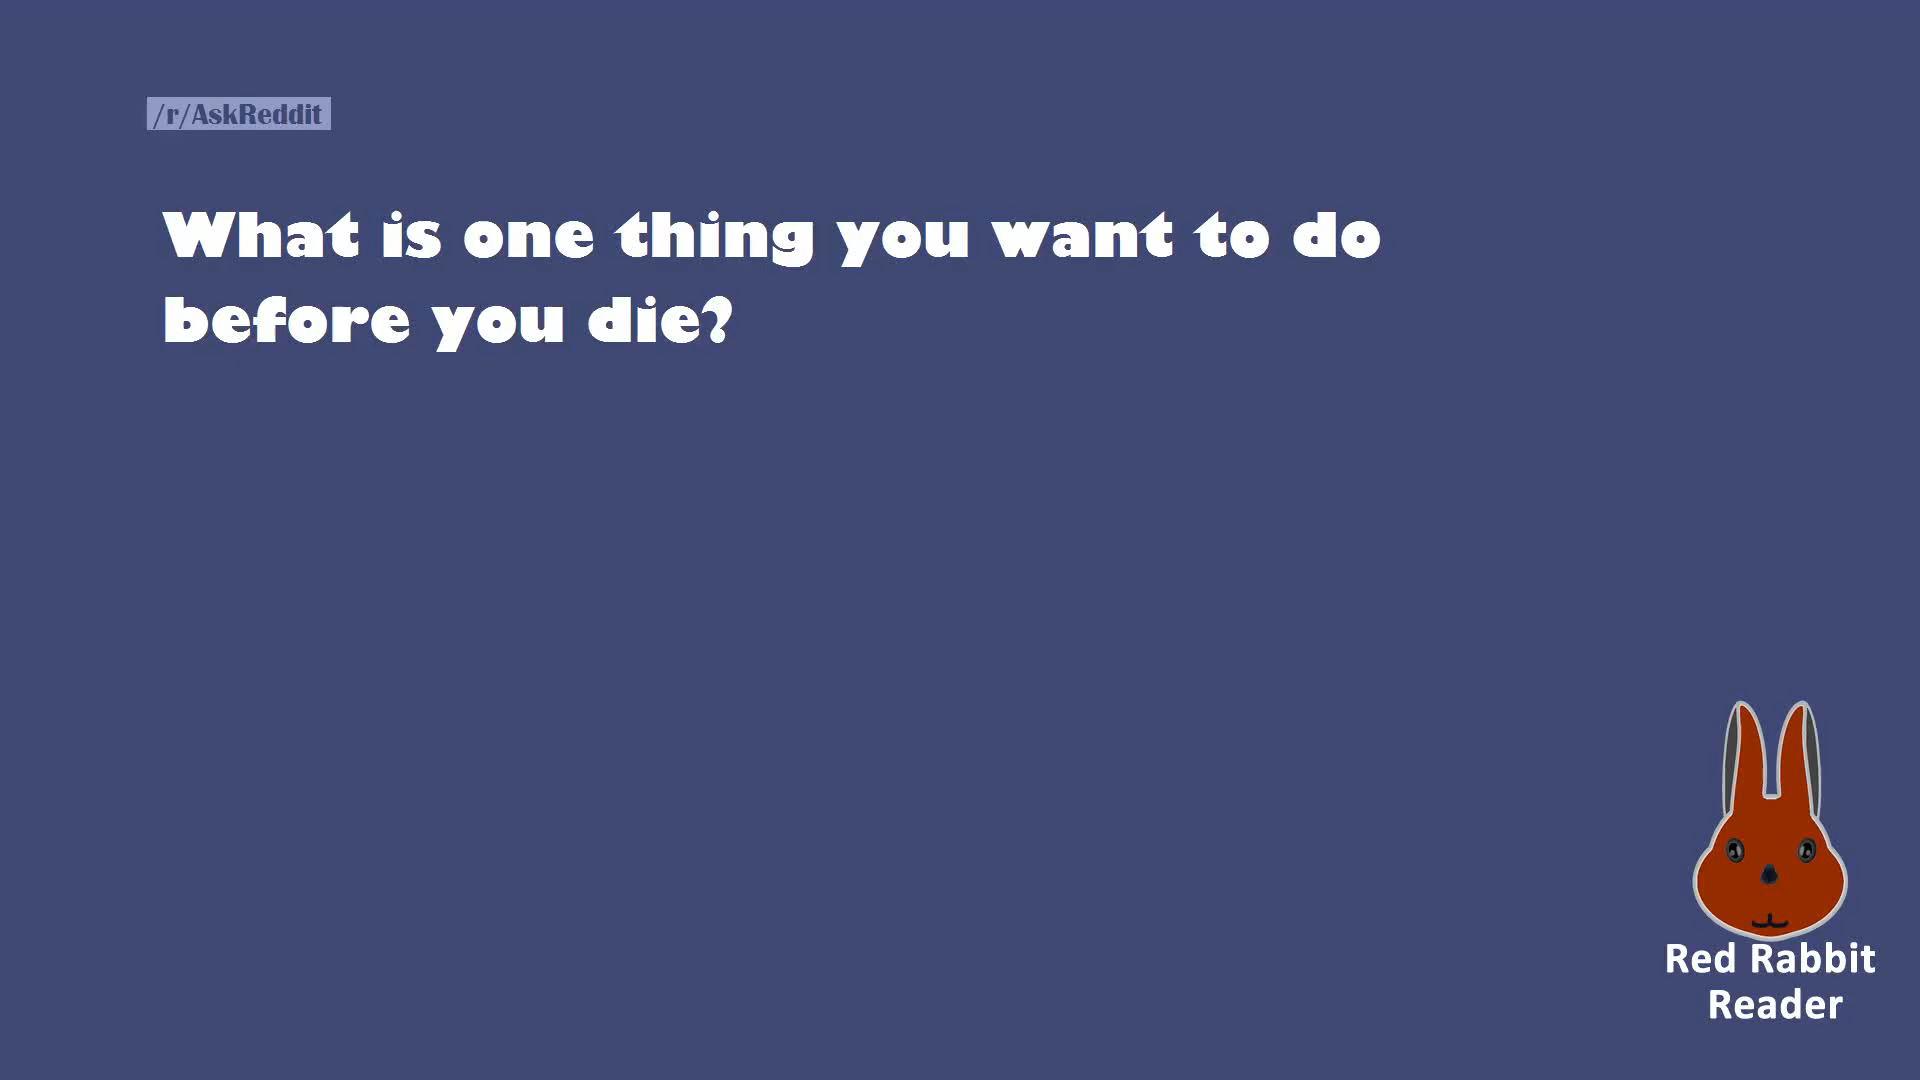 /r/AskReddit
What is one thing you want to do
before you die?
Red Rabbit
Reader